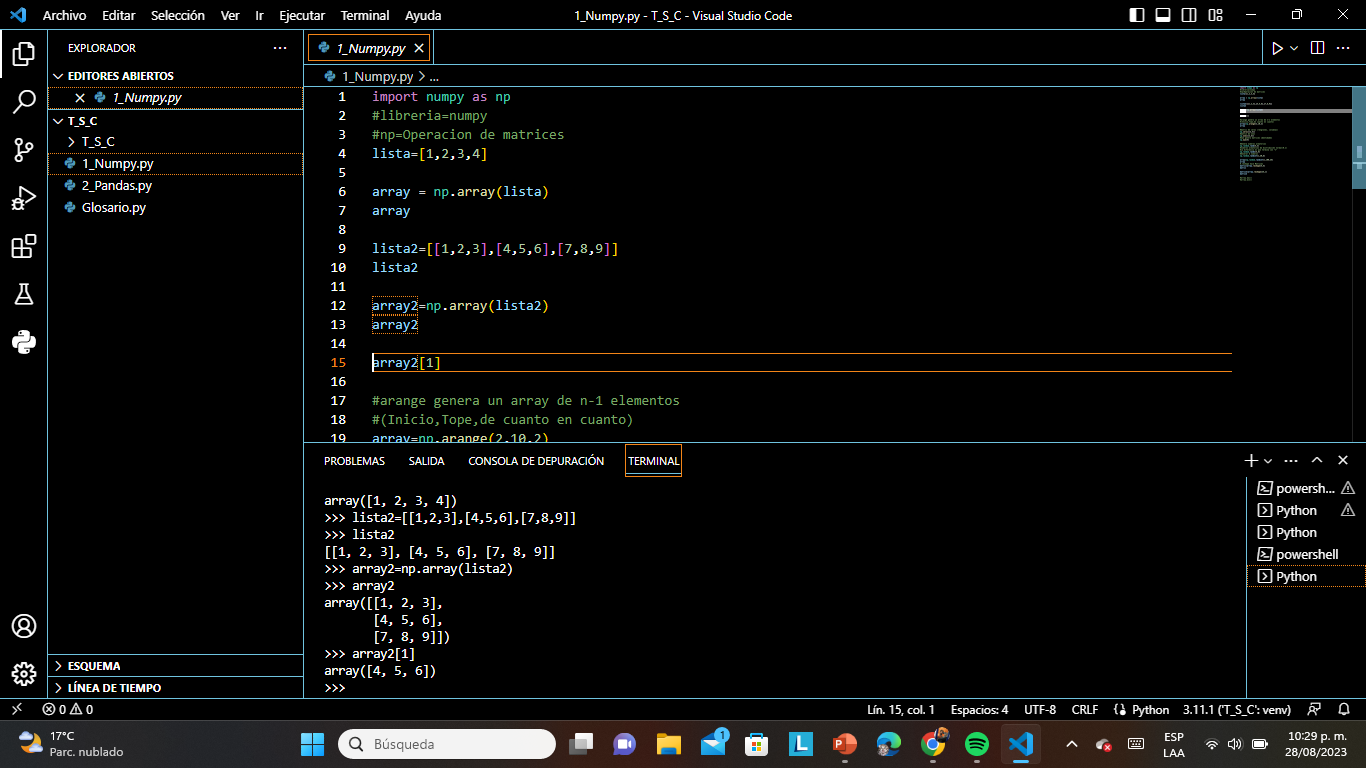 Archivo Editar Selección Ver Ir Ejecutar Terminal Ayuda 1_Numpy.py - T_S_C - Visual Studio Code
EXPLORADOR
EDITORES ABIERTOS
1_Numpy.py
T_S_C
T_S_C
1_Numpy.py
2_Pandas.py
Glosario.py
ESQUEMA
LÍNEA DE TIEMPO
1_Numpy.py
1_Numpy.py > ...
1 import numpy as np
2 #libreria=numpy
3 #np=Operacion de matrices
4 lista=[1,2,3,4]
5
6 array = np.array(lista)
7 array
8
9 lista2=[[1,2,3],[4,5,6],[7,8,9]]
10 lista2
11
12 array2=np.array(lista2)
13 array2
14
15 array2[1]
16
17 #arange genera un array de n-1 elementos
18 #(Inicio,Tope,de cuanto en cuanto)
19 array=np.arange(2,10,2)
PROBLEMAS SALIDA CONSOLA DE DEPURACIÓN TERMINAL
array([1, 2, 3, 4])
>>> lista2=[[1,2,3],[4,5,6],[7,8,9]]
>>> lista2
[[1, 2, 3], [4, 5, 6], [7, 8, 9]]
>>> array2=np.array(lista2)
>>> array2
array([[1, 2, 3],
[4, 5, 6],
[7, 8, 9]])
>>> array2[1]
array([4, 5, 6])
>>>
powersh...
Python
Python
powershell
Python
0 0 Lín. 15, col. 1 Espacios: 4 UTF-8 CRLF Python 3.11.1 ('T_S_C': venv)
17°C
Parc. nublado
Búsqueda
1
L
P
ESP
LAA
10:29 p. m.
28/08/2023